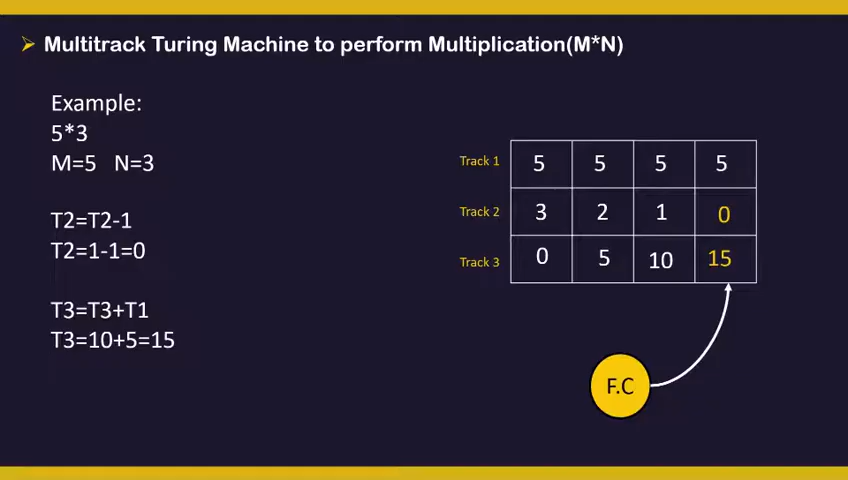 Multitrack Turing Machine to perform Multiplication(M*N)
Example:
5*3
M=5 N=3
T2=T2-1
T2=1-1=0
T3=T3+T1
T3=10+5=15
Track 1 5 5 5 5
Track 2 3 2 1 0
Track 3 0 5 10 15
F.C